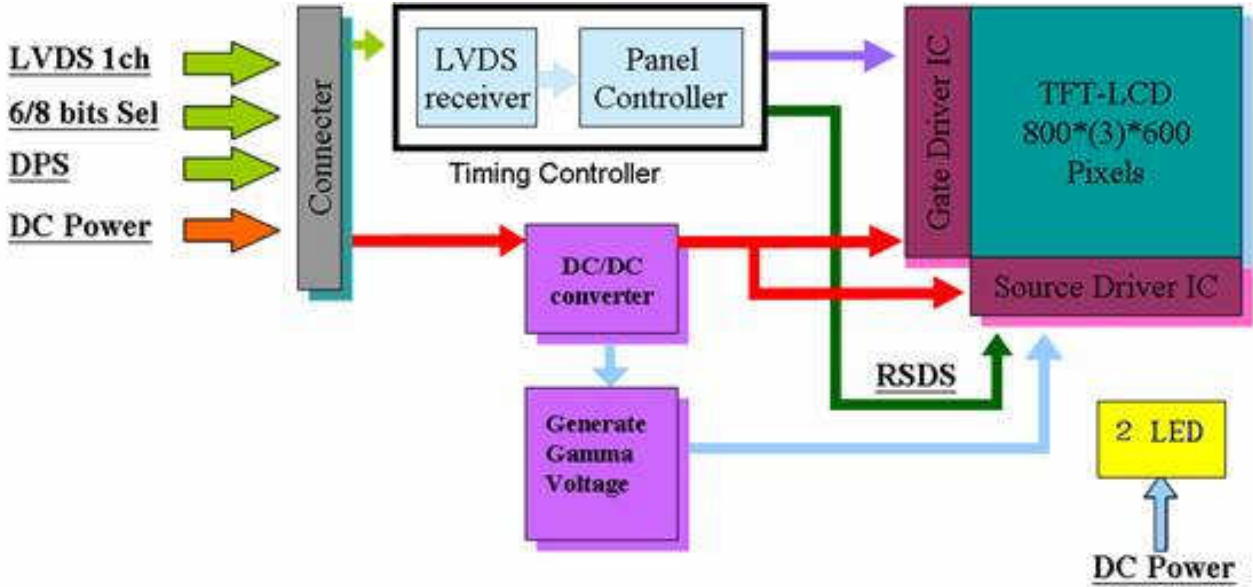 LVDS 1ch
6/8 bits Sel
DPS
DC Power
Connecter
LVDS
receiver
Panel
Controller
Timing Controller
DC/DC
converter
Generate
Gamma
Voltage
Gate Driver IC
TFT-LCD
800*(3)*600
Pixels
Source Driver IC
RSDS
2 LED
DC Power